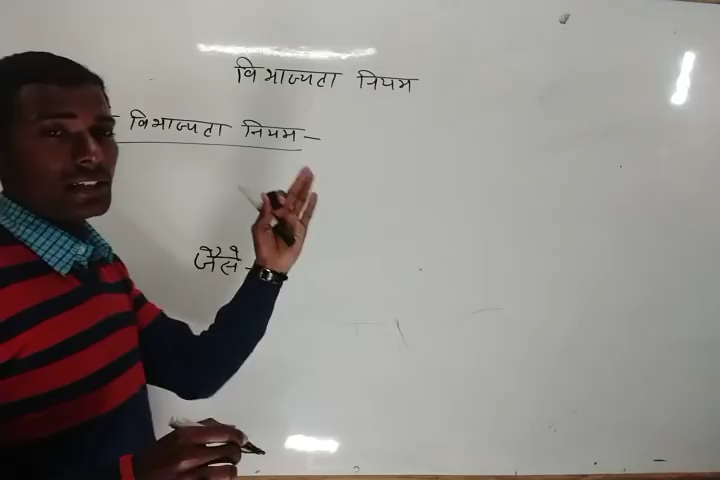 विभाज्यता नियम
विभाज्यता नियम –
जैसे -